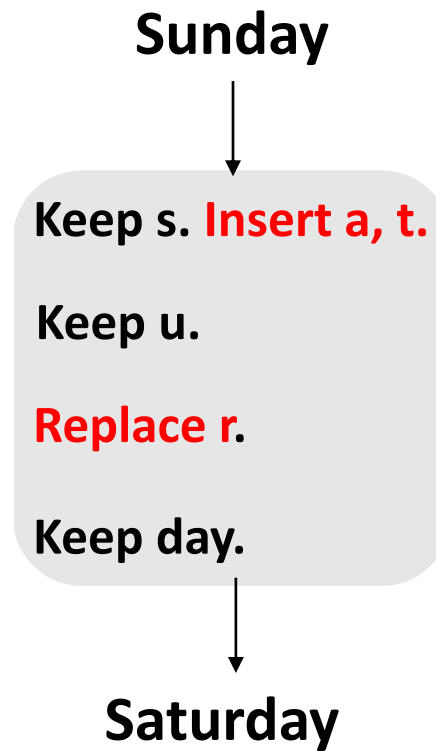 Sunday
Keep s. Insert a, t.
Keep u.
Replace r.
Keep day.
Saturday